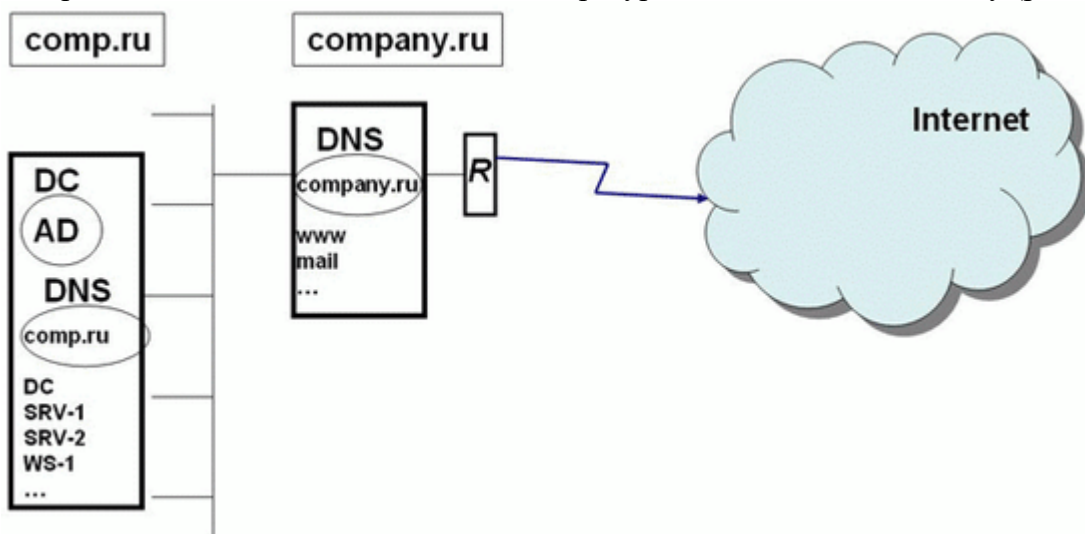 comp.ru
company.ru
DC
AD
DNS
comp.ru
DC
SRV-1
SRV-2
WS-1
...
DNS
company.ru
www
mail
...
R
Internet